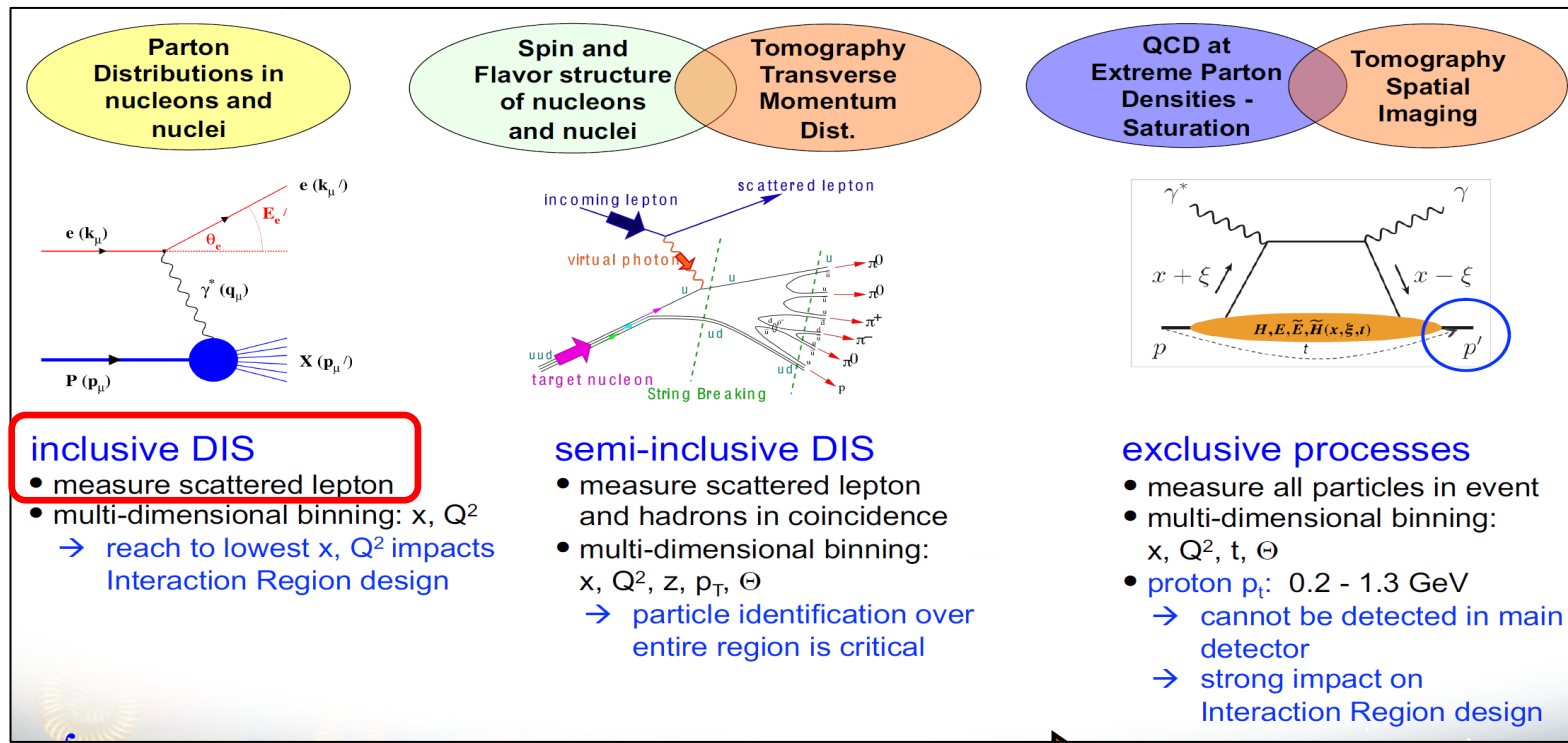 Parton
Distributions in
nucleons and
nuclei
Spin and
Flavor structure
of nucleons
and nuclei
Tomography
Transverse
Momentum
Dist.
QCD at
Extreme Parton
Densities -
Saturation
Tomography
Spatial
Imaging
e (kμ′)
Ee′
θe
e (kμ)
γ* (qμ)
P (pμ)
X (pμ′)
incoming lepton
scattered lepton
virtual photon
u
u
u
ud
ud
uud
target nucleon
String Breaking
π0
π0
π+
π−
π0
p
γ*
γ
x + ξ
x − ξ
H, E, Ẽ, H̃ (x,ξ,t)
t
p
p′
inclusive DIS
• measure scattered lepton
• multi-dimensional binning: x, Q²
→ reach to lowest x, Q² impacts
Interaction Region design
semi-inclusive DIS
• measure scattered lepton
and hadrons in coincidence
• multi-dimensional binning:
x, Q², z, pT, Θ
→ particle identification over
entire region is critical
exclusive processes
• measure all particles in event
• multi-dimensional binning:
x, Q², t, Θ
• proton pt: 0.2 - 1.3 GeV
→ cannot be detected in main
detector
→ strong impact on
Interaction Region design